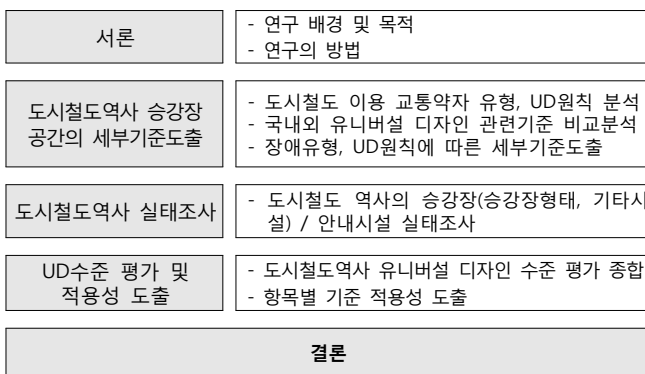 서론
- 연구 배경 및 목적
- 연구의 방법
도시철도역사 승강장
공간의 세부기준도출
- 도시철도 이용 교통약자 유형, UD원칙 분석
- 국내외 유니버설 디자인 관련기준 비교분석
- 장애유형, UD원칙에 따른 세부기준도출
도시철도역사 실태조사
- 도시철도 역사의 승강장(승강장형태, 기타시
설) / 안내시설 실태조사
UD수준 평가 및
적용성 도출
- 도시철도역사 유니버설 디자인 수준 평가 종합
- 항목별 기준 적용성 도출
결론